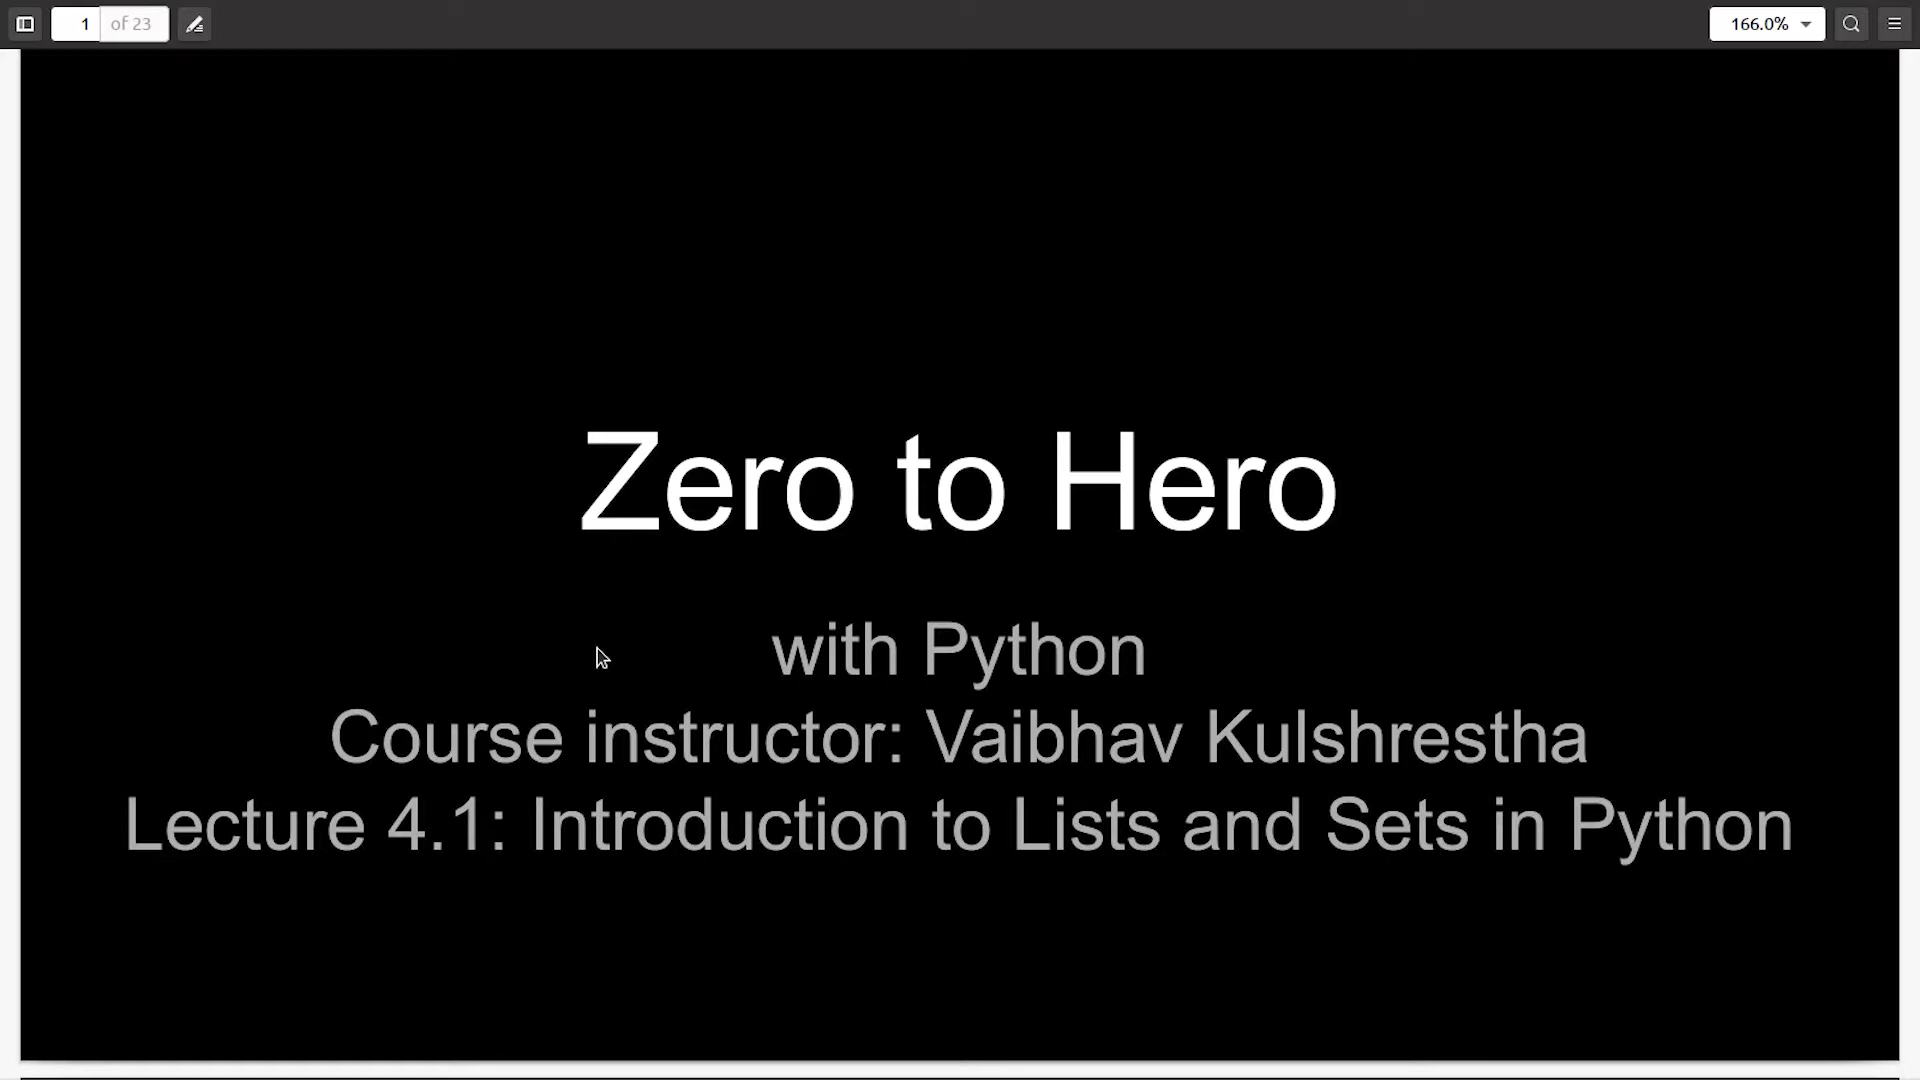 1 of 23
166.0%
Zero to Hero
with Python
Course instructor: Vaibhav Kulshrestha
Lecture 4.1: Introduction to Lists and Sets in Python